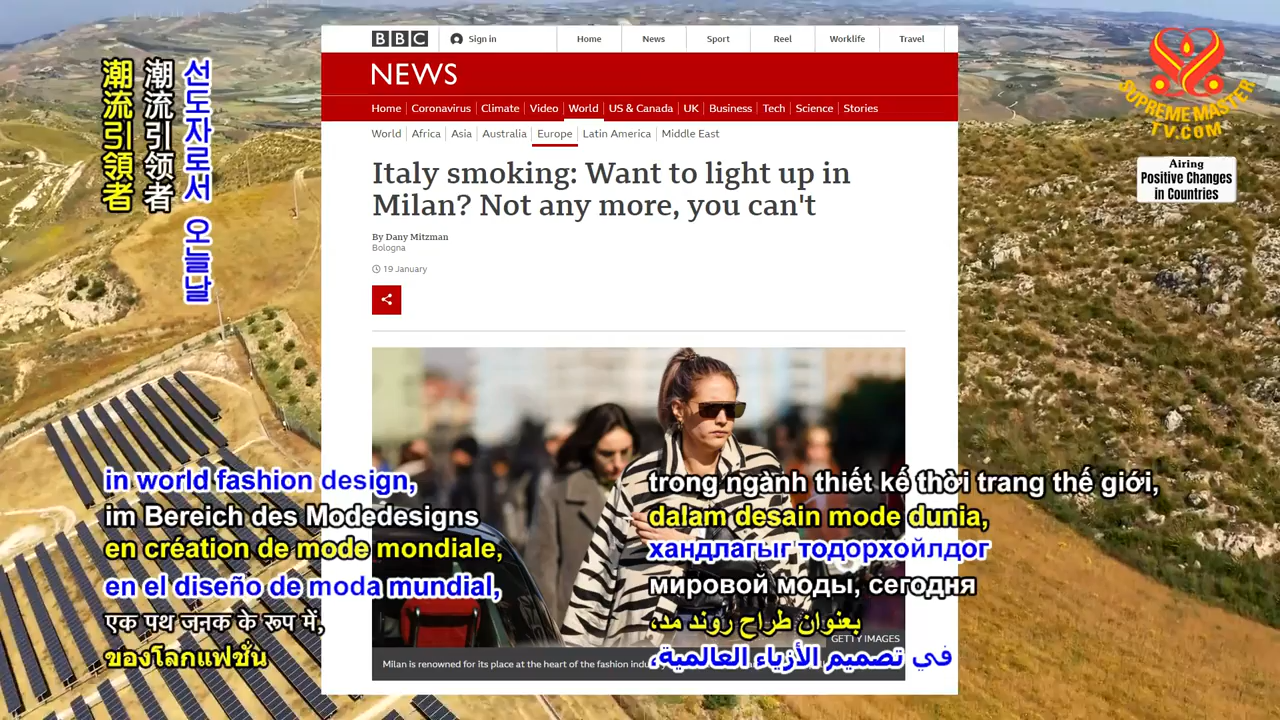 BBC
Sign in
Home
News
Sport
Reel
Worklife
Travel
NEWS
Home
Coronavirus
Climate
Video
World
US & Canada
UK
Business
Tech
Science
Stories
World
Africa
Asia
Australia
Europe
Latin America
Middle East
Italy smoking: Want to light up in
Milan? Not any more, you can't
By Dany Mitzman
Bologna
19 January
SUPREME MASTER
TV.COM
Airing
Positive Changes
in Countries
潮流引領者
潮流引领者
선도자로서 오늘날
in world fashion design,
im Bereich des Modedesigns
en création de mode mondiale,
en el diseño de moda mundial,
एक पथ जनक के रूप में,
ของโลกแฟชั่น
trong ngành thiết kế thời trang thế giới,
dalam desain mode dunia,
хандлагыг тодорхойлдог
мировой моды, сегодня
بعنوان طراح روند مد،
في تصميم الأزياء العالمية،
GETTY IMAGES
Milan is renowned for its place at the heart of the fashion